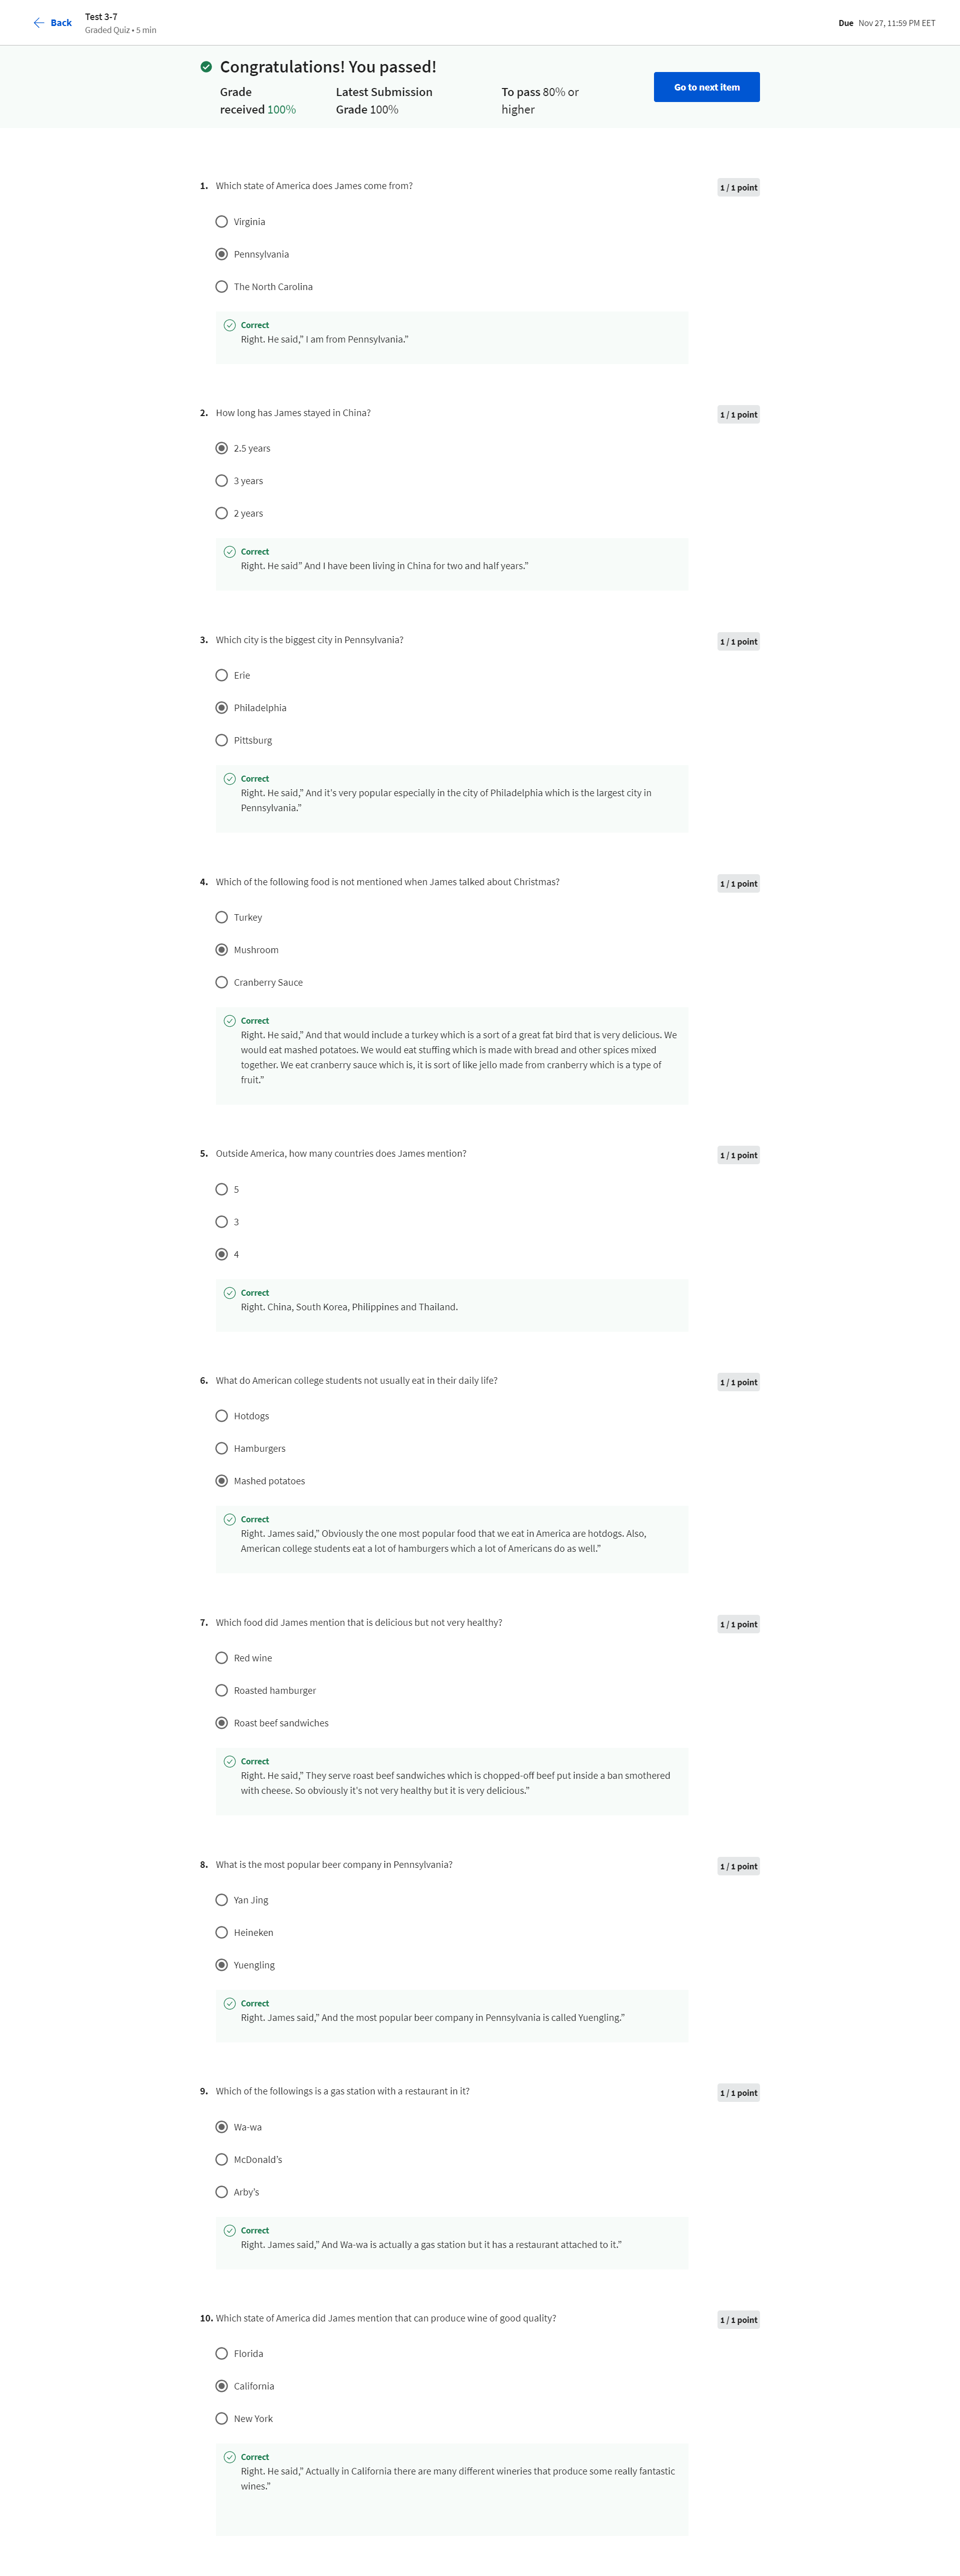 Back
Test 3-7
Graded Quiz • 5 min
Due Nov 27, 11:59 PM EET
Congratulations! You passed!
Grade
received 100%
Latest Submission
Grade 100%
To pass 80% or
higher
Go to next item
1. Which state of America does James come from?
1 / 1 point
Virginia
Pennsylvania
The North Carolina
Correct
Right. He said,” I am from Pennsylvania.”
2. How long has James stayed in China?
1 / 1 point
2.5 years
3 years
2 years
Correct
Right. He said” And I have been living in China for two and half years.”
3. Which city is the biggest city in Pennsylvania?
1 / 1 point
Erie
Philadelphia
Pittsburg
Correct
Right. He said,” And it’s very popular especially in the city of Philadelphia which is the largest city in
Pennsylvania.”
4. Which of the following food is not mentioned when James talked about Christmas?
1 / 1 point
Turkey
Mushroom
Cranberry Sauce
Correct
Right. He said,” And that would include a turkey which is a sort of a great fat bird that is very delicious. We
would eat mashed potatoes. We would eat stuffing which is made with bread and other spices mixed
together. We eat cranberry sauce which is, it is sort of like jello made from cranberry which is a type of
fruit.”
5. Outside America, how many countries does James mention?
1 / 1 point
5
3
4
Correct
Right. China, South Korea, Philippines and Thailand.
6. What do American college students not usually eat in their daily life?
1 / 1 point
Hotdogs
Hamburgers
Mashed potatoes
Correct
Right. James said,” Obviously the one most popular food that we eat in America are hotdogs. Also,
American college students eat a lot of hamburgers which a lot of Americans do as well.”
7. Which food did James mention that is delicious but not very healthy?
1 / 1 point
Red wine
Roasted hamburger
Roast beef sandwiches
Correct
Right. He said,” They serve roast beef sandwiches which is chopped-off beef put inside a ban smothered
with cheese. So obviously it’s not very healthy but it is very delicious.”
8. What is the most popular beer company in Pennsylvania?
1 / 1 point
Yan Jing
Heineken
Yuengling
Correct
Right. James said,” And the most popular beer company in Pennsylvania is called Yuengling.”
9. Which of the followings is a gas station with a restaurant in it?
1 / 1 point
Wa-wa
McDonald’s
Arby’s
Correct
Right. James said,” And Wa-wa is actually a gas station but it has a restaurant attached to it.”
10. Which state of America did James mention that can produce wine of good quality?
1 / 1 point
Florida
California
New York
Correct
Right. He said,” Actually in California there are many different wineries that produce some really fantastic
wines.”